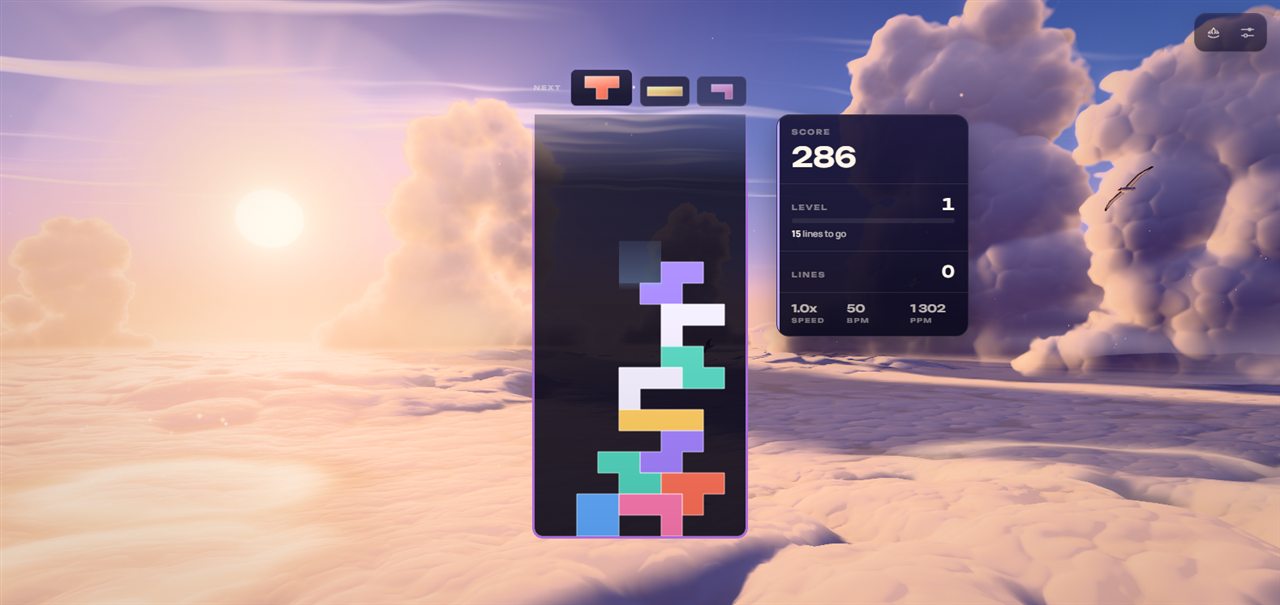 NEXT
SCORE
286
LEVEL 1
15 lines to go
LINES 0
1.0x 50 1 302
SPEED BPM PPM